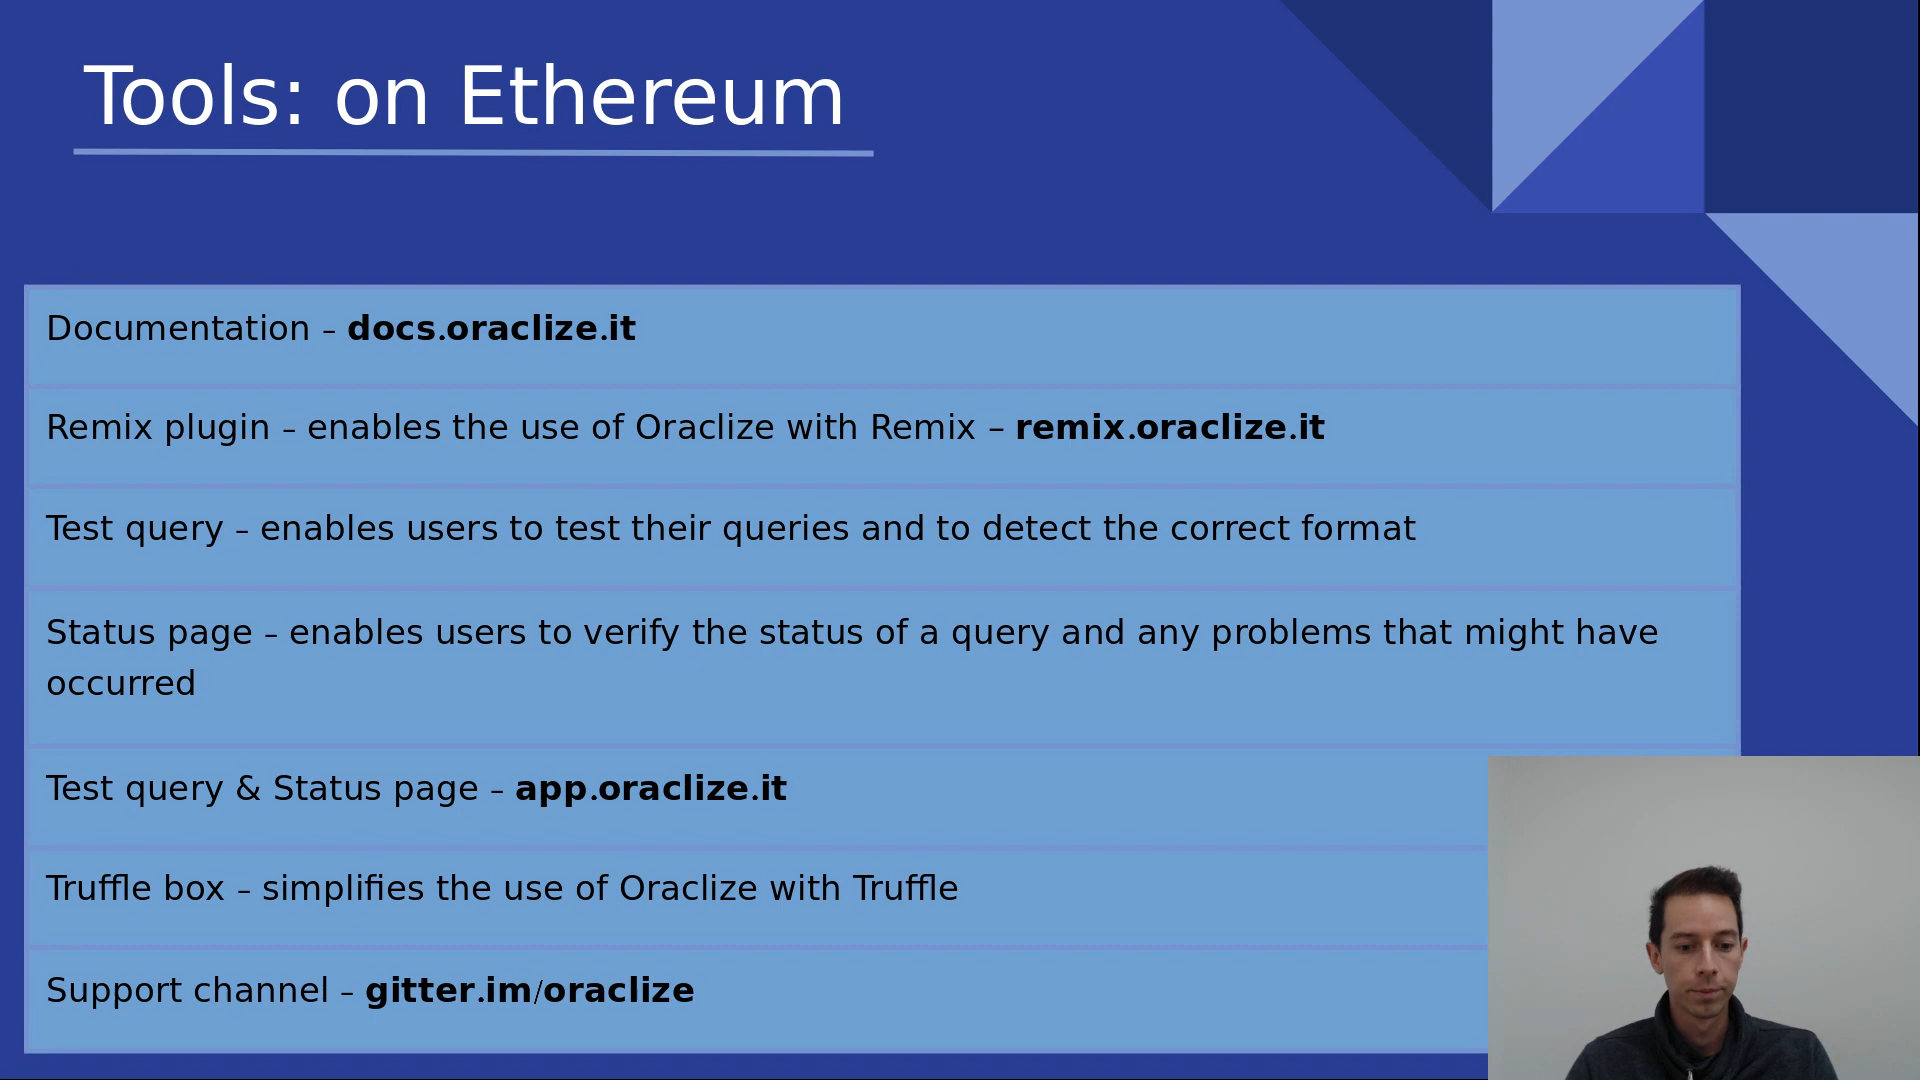 Tools: on Ethereum
Documentation – docs.oraclize.it
Remix plugin – enables the use of Oraclize with Remix – remix.oraclize.it
Test query – enables users to test their queries and to detect the correct format
Status page – enables users to verify the status of a query and any problems that might have
occurred
Test query & Status page – app.oraclize.it
Truffle box – simplifies the use of Oraclize with Truffle
Support channel – gitter.im/oraclize